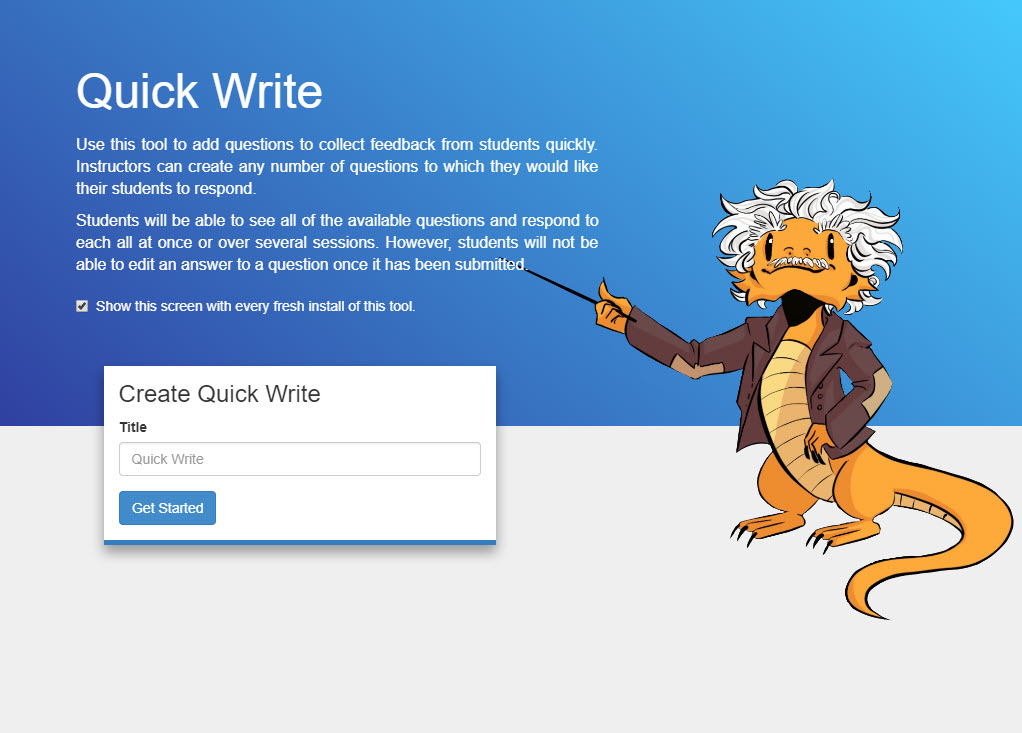 Quick Write
Use this tool to add questions to collect feedback from students quickly.
Instructors can create any number of questions to which they would like
their students to respond.
Students will be able to see all of the available questions and respond to
each all at once or over several sessions. However, students will not be
able to edit an answer to a question once it has been submitted.
Show this screen with every fresh install of this tool.
Create Quick Write
Title
Quick Write
Get Started